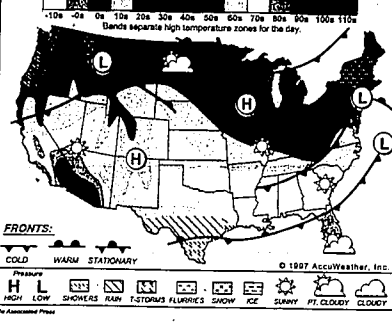 -10s -0s 0s 10s 20s 30s 40s 50s 60s 70s 80s 90s 100s 110s
Bands separate high temperature zones for the day.
L
H
L
L
H
FRONTS:
COLD WARM STATIONARY
© 1997 AccuWeather, Inc.
Pressure
H L
HIGH LOW SHOWERS RAIN T-STORMS FLURRIES SNOW ICE SUNNY PT. CLOUDY CLOUDY
Associated Press